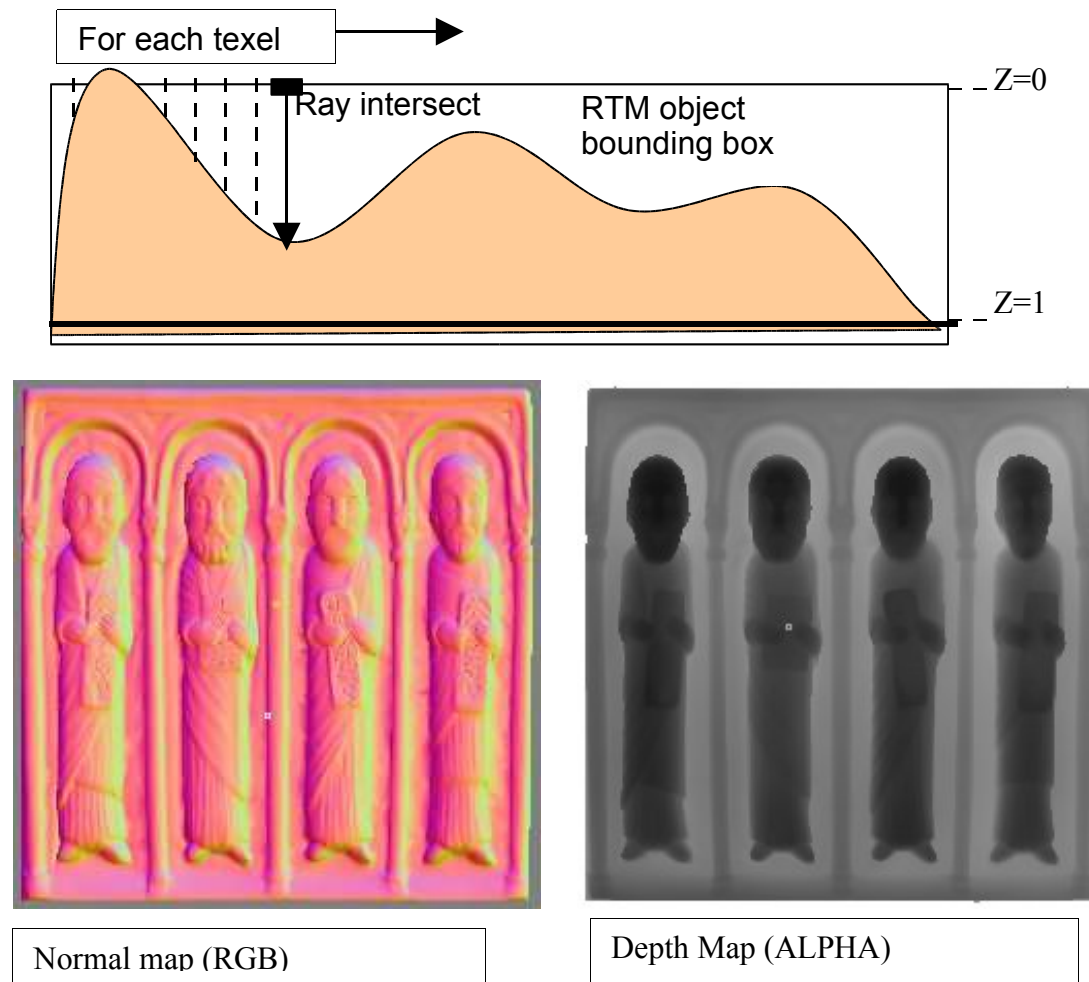 For each texel
Z=0
Ray intersect
RTM object
bounding box
Z=1
Normal map (RGB)
Depth Map (ALPHA)